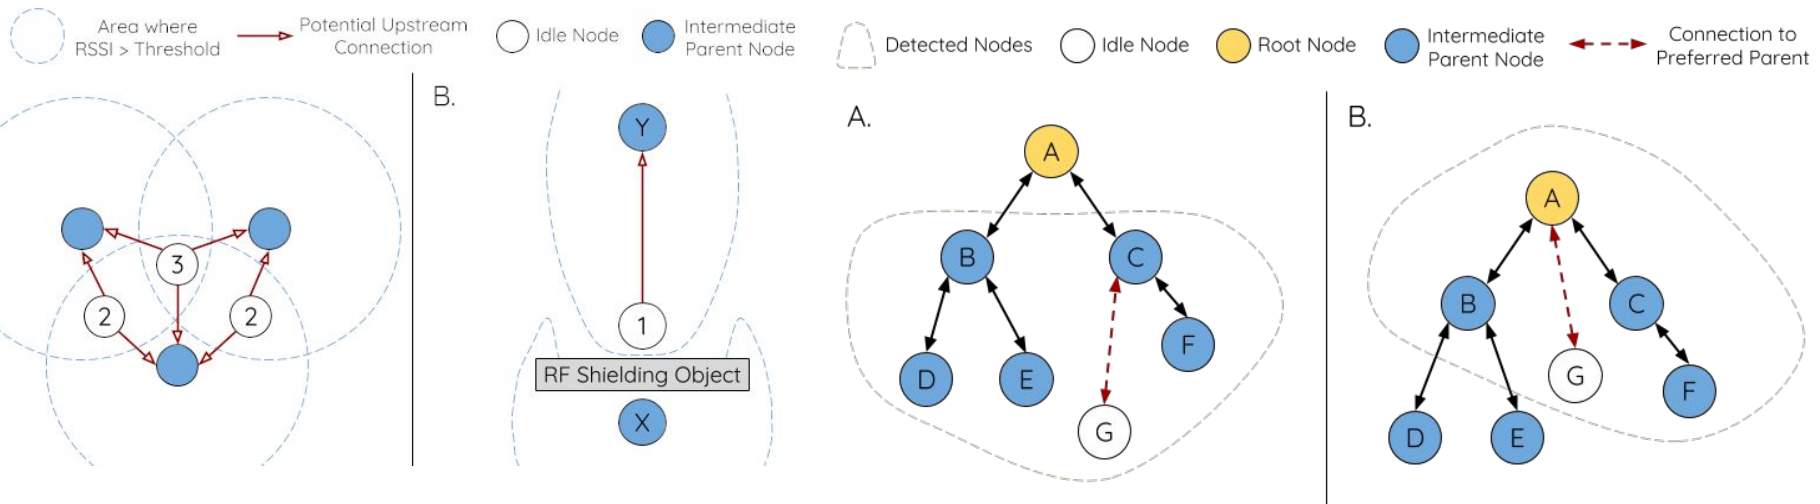 Area where
RSSI > Threshold
Potential Upstream
Connection
Idle Node
Intermediate
Parent Node
3
2
2
B.
Y
1
RF Shielding Object
X
Detected Nodes
Idle Node
Root Node
Intermediate
Parent Node
Connection to
Preferred Parent
A.
A
B
C
D
E
F
G
B.
A
B
C
G
F
D
E